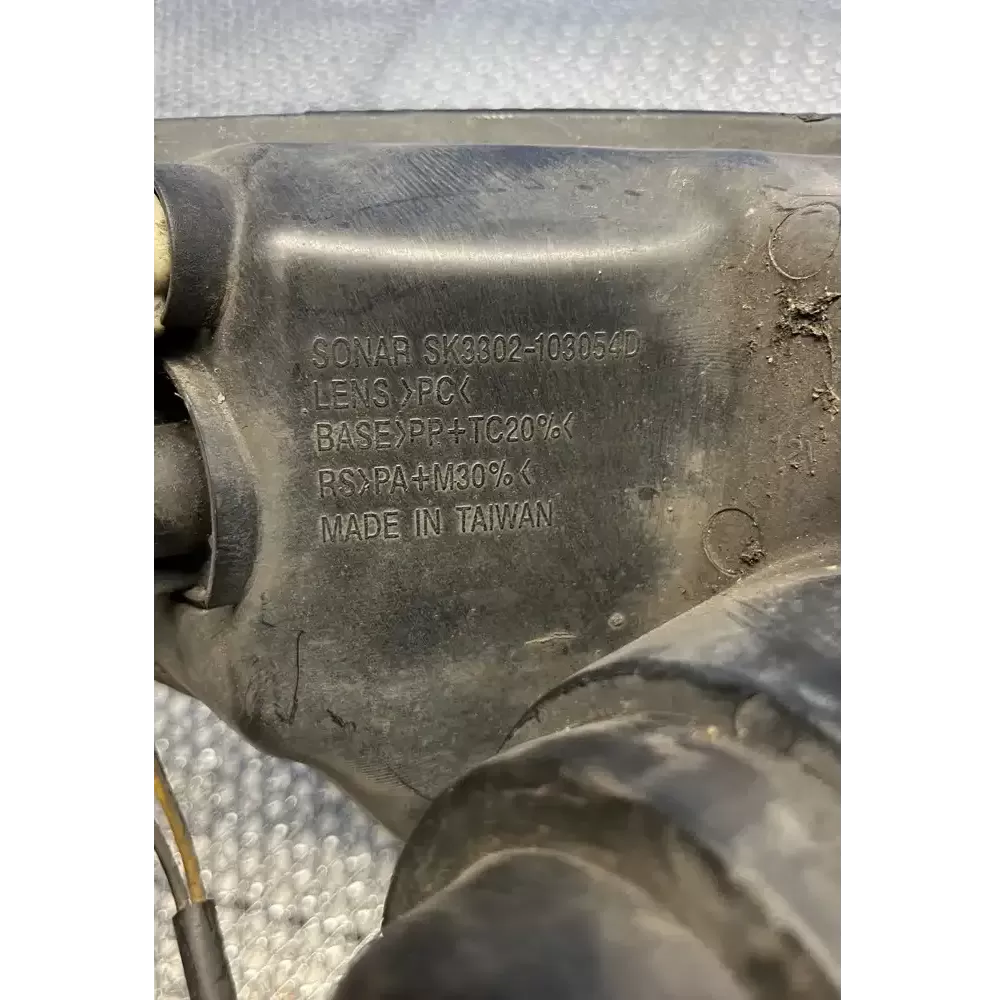 SONAR SK3302-103054D
LENS>PC<
BASE>PP+TC20%<
RS>PA+M30%<
MADE IN TAIWAN